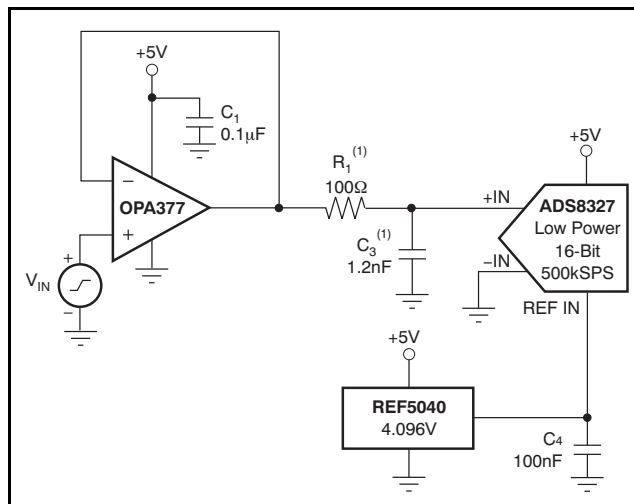 +5V
C1
0.1μF
R1(1)
100Ω
+5V
−
OPA377
+
+IN
ADS8327
Low Power
16-Bit
500kSPS
C3(1)
1.2nF
−IN
+
VIN
−
REF IN
+5V
REF5040
4.096V
C4
100nF